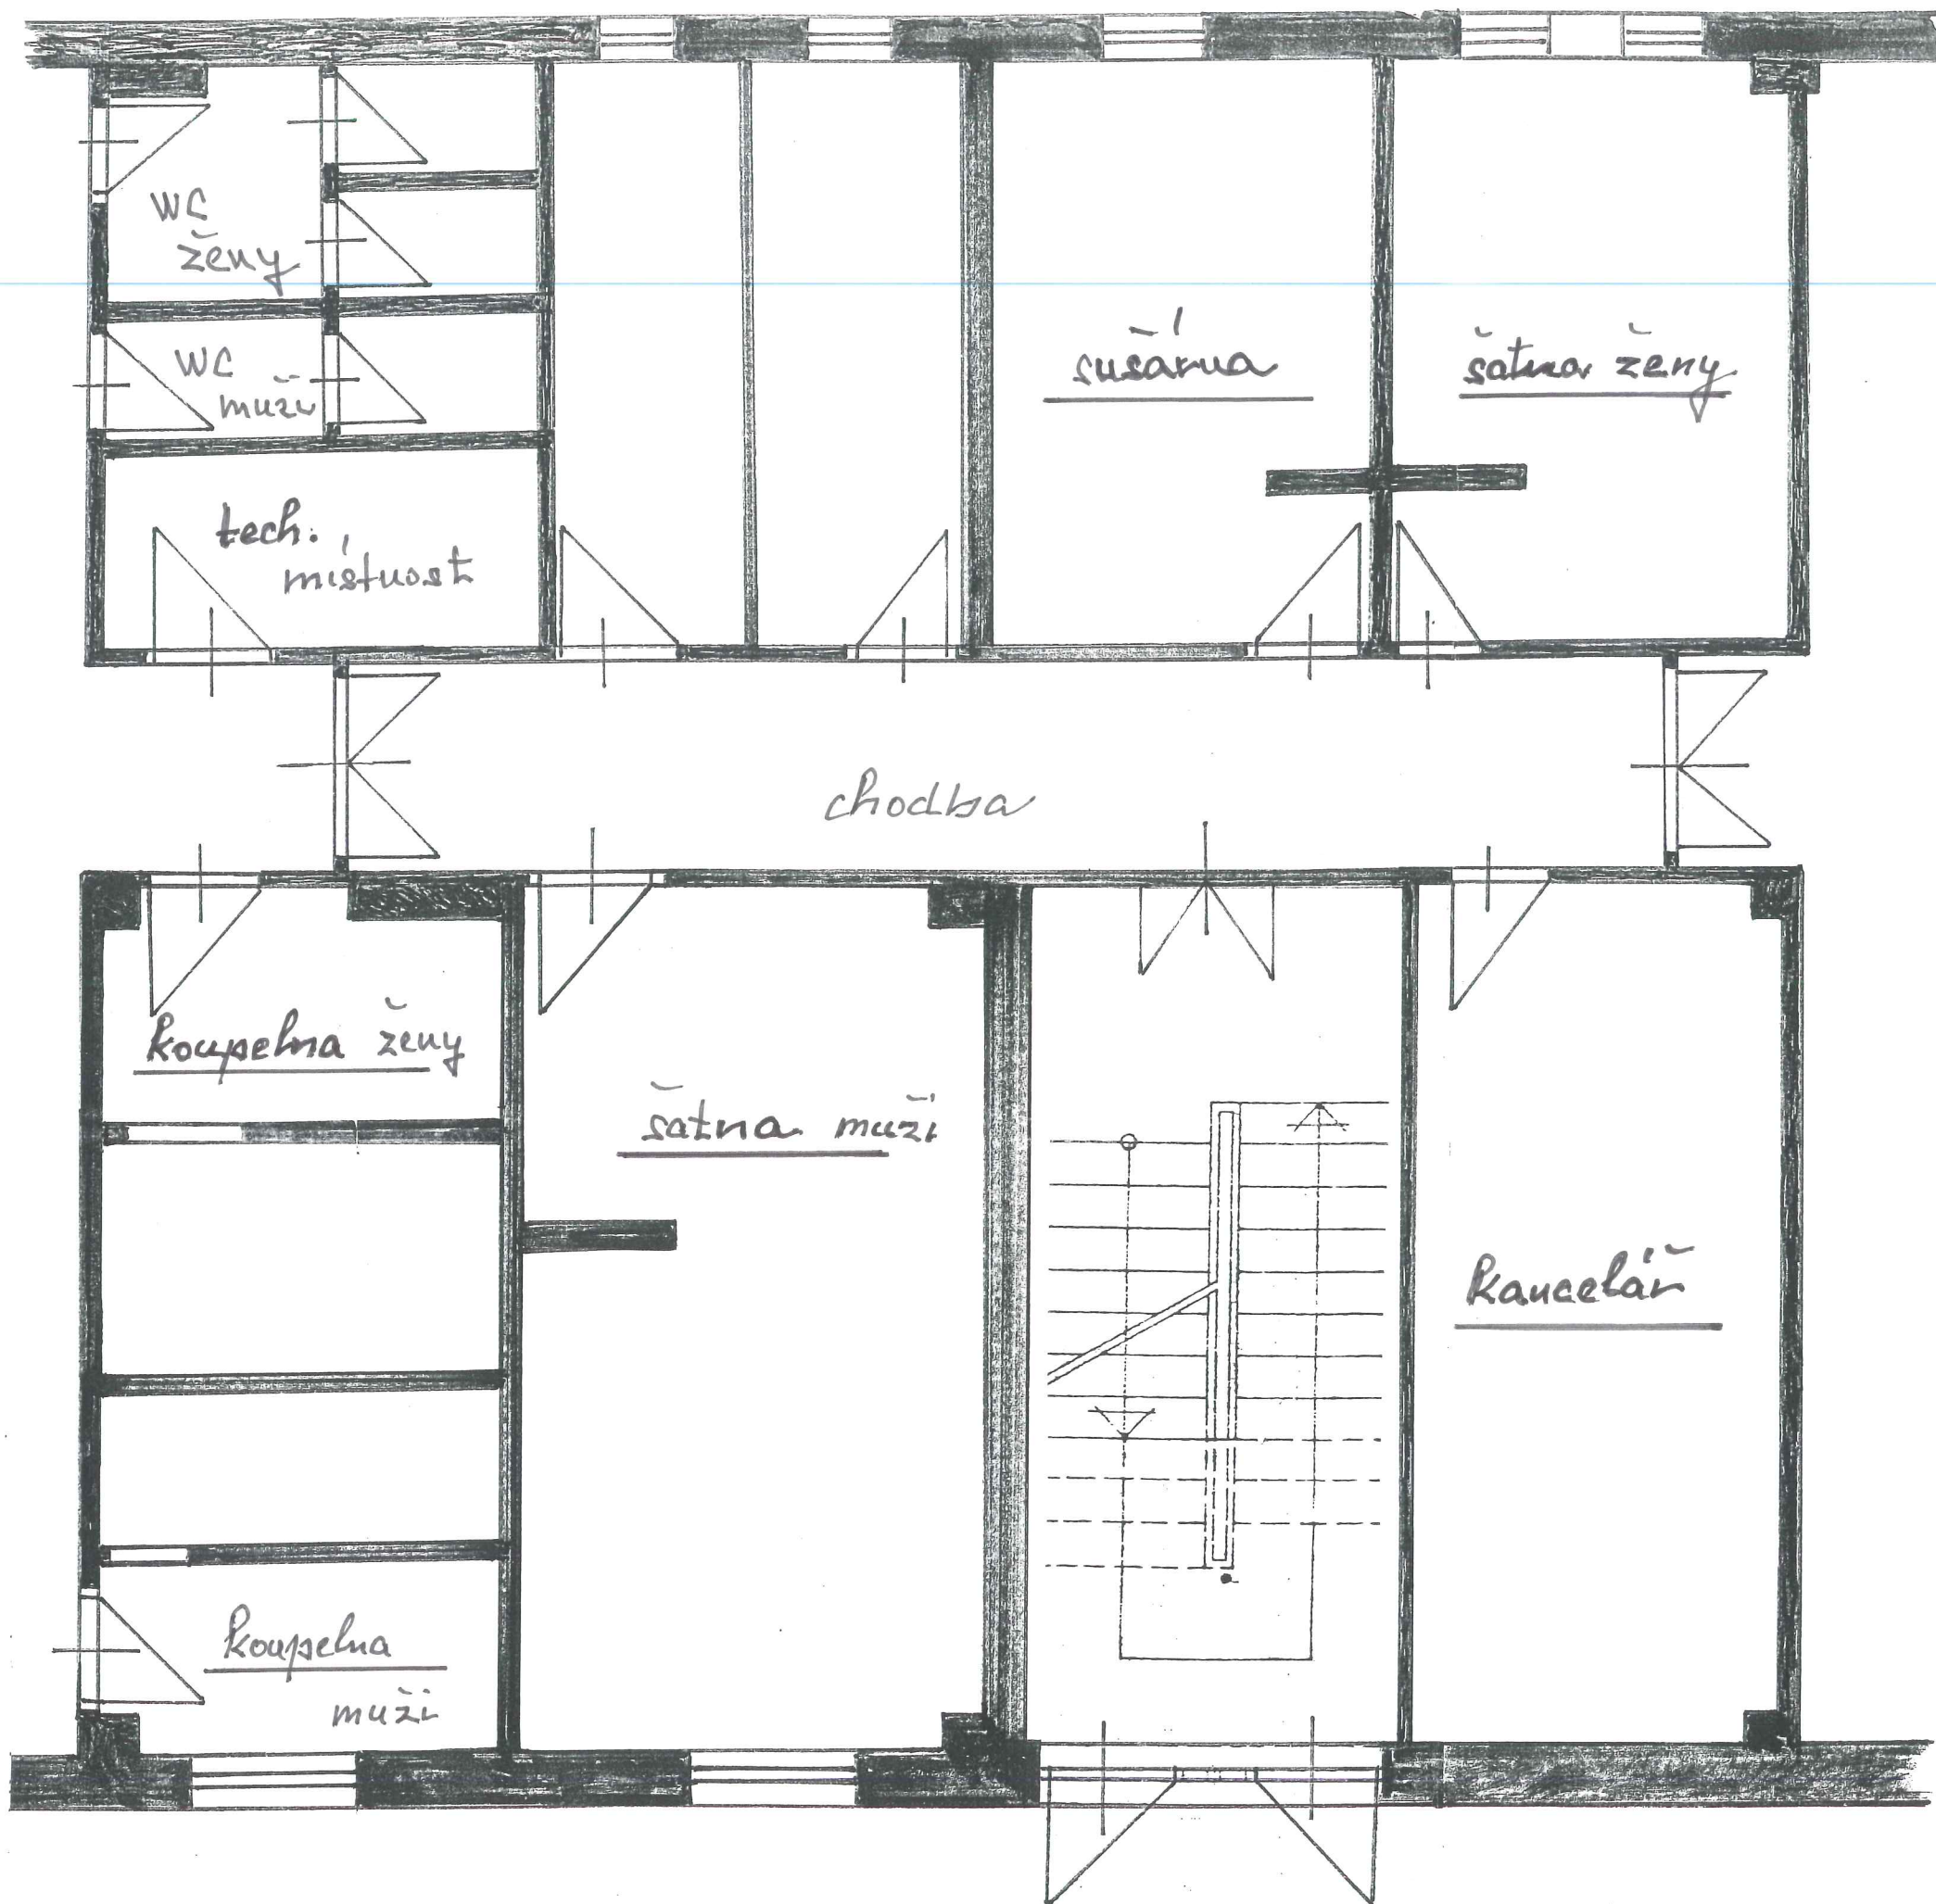 WC
ženy
WC
muži
sušárna
šatna ženy
tech.
místnost
chodba
koupelna ženy
šatna muži
kancelář
koupelna
muži